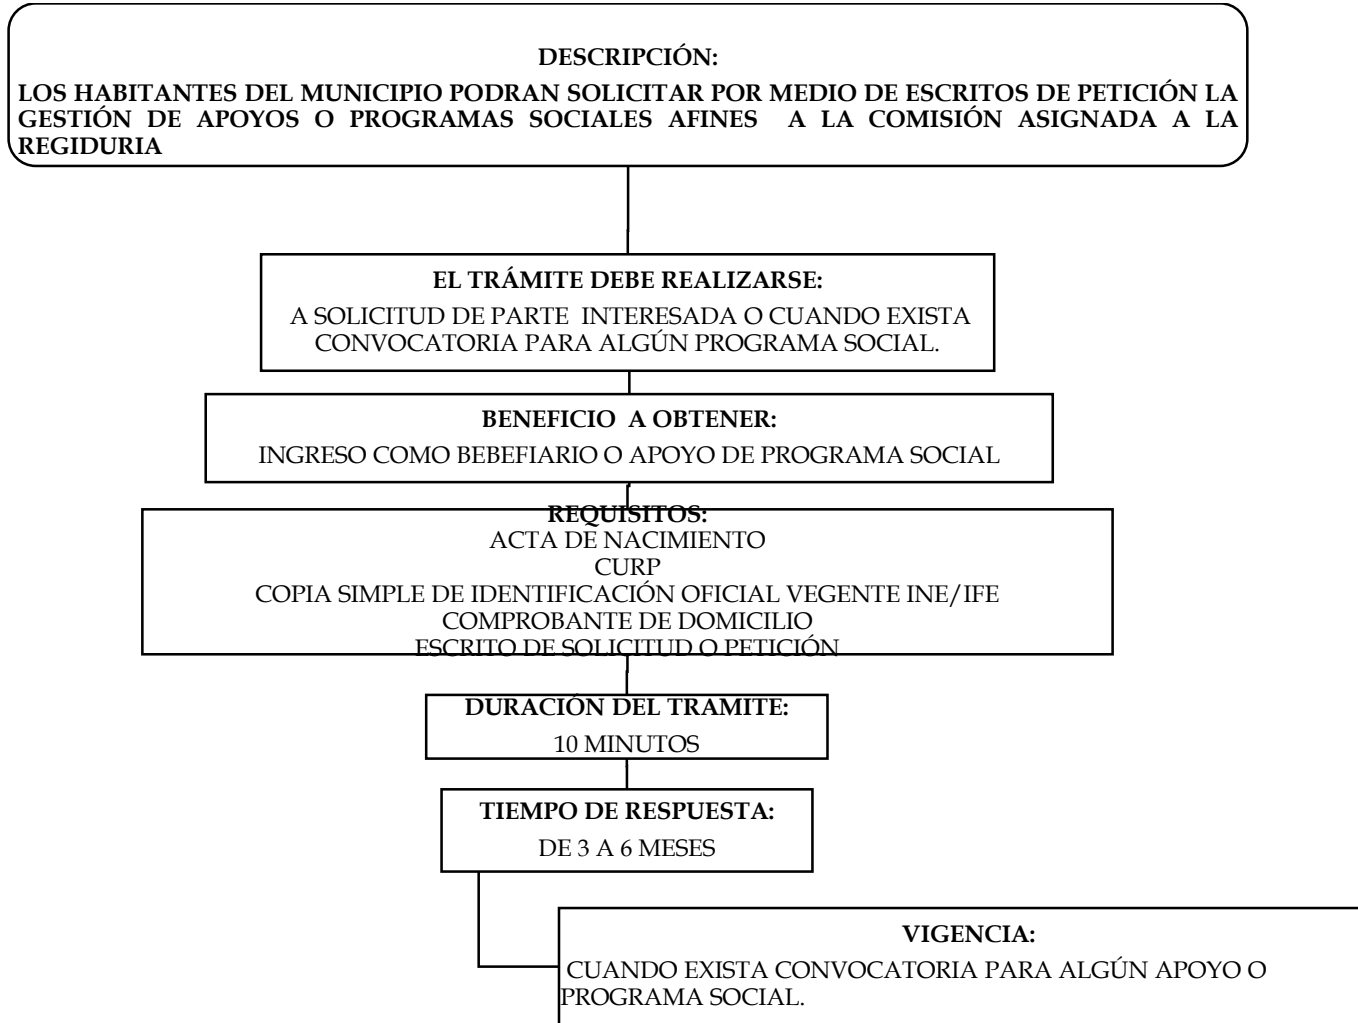 DESCRIPCIÓN:
LOS HABITANTES DEL MUNICIPIO PODRAN SOLICITAR POR MEDIO DE ESCRITOS DE PETICIÓN LA
GESTIÓN DE APOYOS O PROGRAMAS SOCIALES AFINES A LA COMISIÓN ASIGNADA A LA
REGIDURIA
EL TRÁMITE DEBE REALIZARSE:
A SOLICITUD DE PARTE INTERESADA O CUANDO EXISTA
CONVOCATORIA PARA ALGÚN PROGRAMA SOCIAL.
BENEFICIO A OBTENER:
INGRESO COMO BEBEFIARIO O APOYO DE PROGRAMA SOCIAL
REQUISITOS:
ACTA DE NACIMIENTO
CURP
COPIA SIMPLE DE IDENTIFICACIÓN OFICIAL VEGENTE INE/IFE
COMPROBANTE DE DOMICILIO
ESCRITO DE SOLICITUD O PETICIÓN
DURACIÓN DEL TRAMITE:
10 MINUTOS
TIEMPO DE RESPUESTA:
DE 3 A 6 MESES
VIGENCIA:
CUANDO EXISTA CONVOCATORIA PARA ALGÚN APOYO O
PROGRAMA SOCIAL.